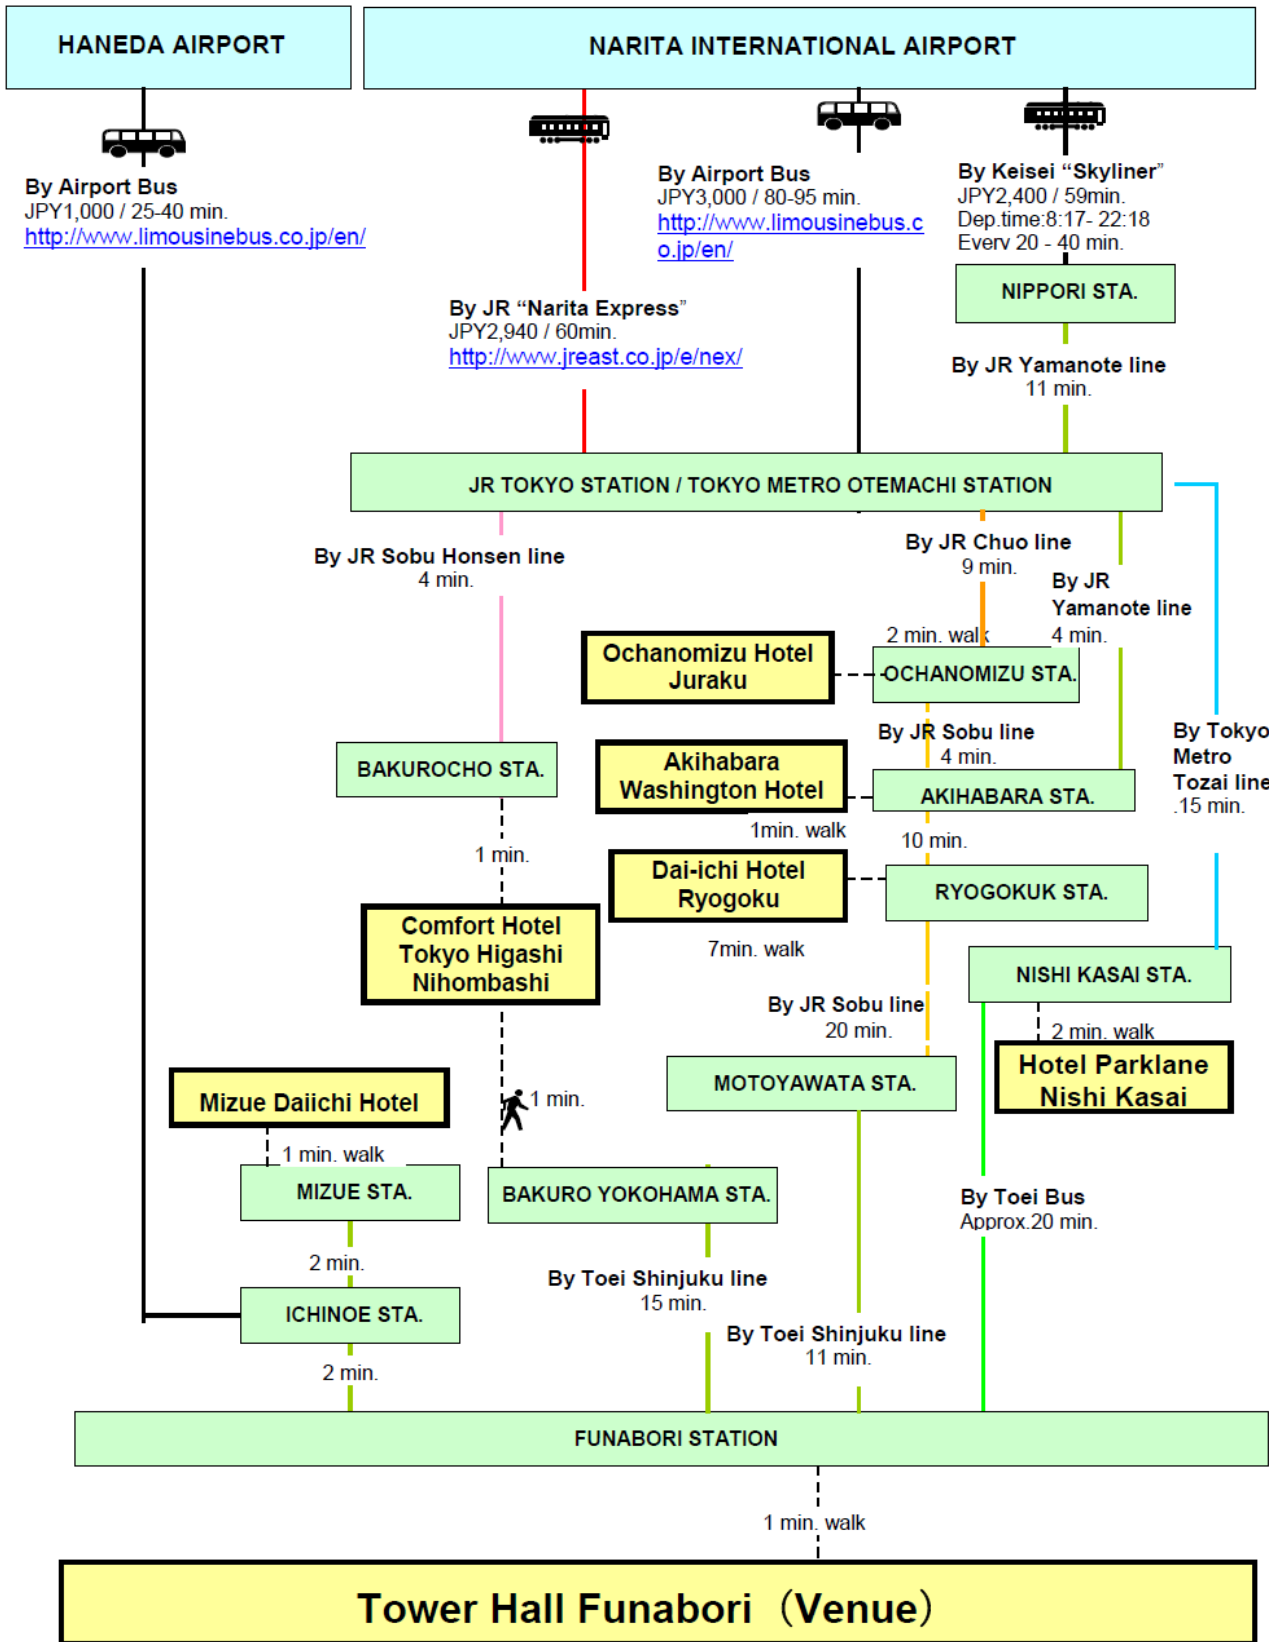 HANEDA AIRPORT
NARITA INTERNATIONAL AIRPORT
By Airport Bus
JPY1,000 / 25-40 min.
http://www.limousinebus.co.jp/en/
By Airport Bus
JPY3,000 / 80-95 min.
http://www.limousinebus.c
o.jp/en/
By Keisei “Skyliner”
JPY2,400 / 59min.
Dep.time:8:17- 22:18
Every 20 - 40 min.
NIPPORI STA.
By JR “Narita Express”
JPY2,940 / 60min.
http://www.jreast.co.jp/e/nex/
By JR Yamanote line
11 min.
JR TOKYO STATION / TOKYO METRO OTEMACHI STATION
By JR Sobu Honsen line
4 min.
By JR Chuo line
9 min.
By JR
Yamanote line
4 min.
2 min. walk
Ochanomizu Hotel
Juraku
OCHANOMIZU STA.
By JR Sobu line
4 min.
By Tokyo
Metro
Tozai line
.15 min.
BAKUROCHO STA.
Akihabara
Washington Hotel
AKIHABARA STA.
1min. walk
10 min.
1 min.
Dai-ichi Hotel
Ryogoku
RYOGOKUK STA.
7min. walk
Comfort Hotel
Tokyo Higashi
Nihombashi
NISHI KASAI STA.
By JR Sobu line
20 min.
2 min. walk
Hotel Parklane
Nishi Kasai
MOTOYAWATA STA.
Mizue Daiichi Hotel
1 min.
1 min. walk
MIZUE STA.
BAKURO YOKOHAMA STA.
By Toei Bus
Approx.20 min.
2 min.
By Toei Shinjuku line
15 min.
ICHINOE STA.
By Toei Shinjuku line
11 min.
2 min.
FUNABORI STATION
1 min. walk
Tower Hall Funabori（Venue）